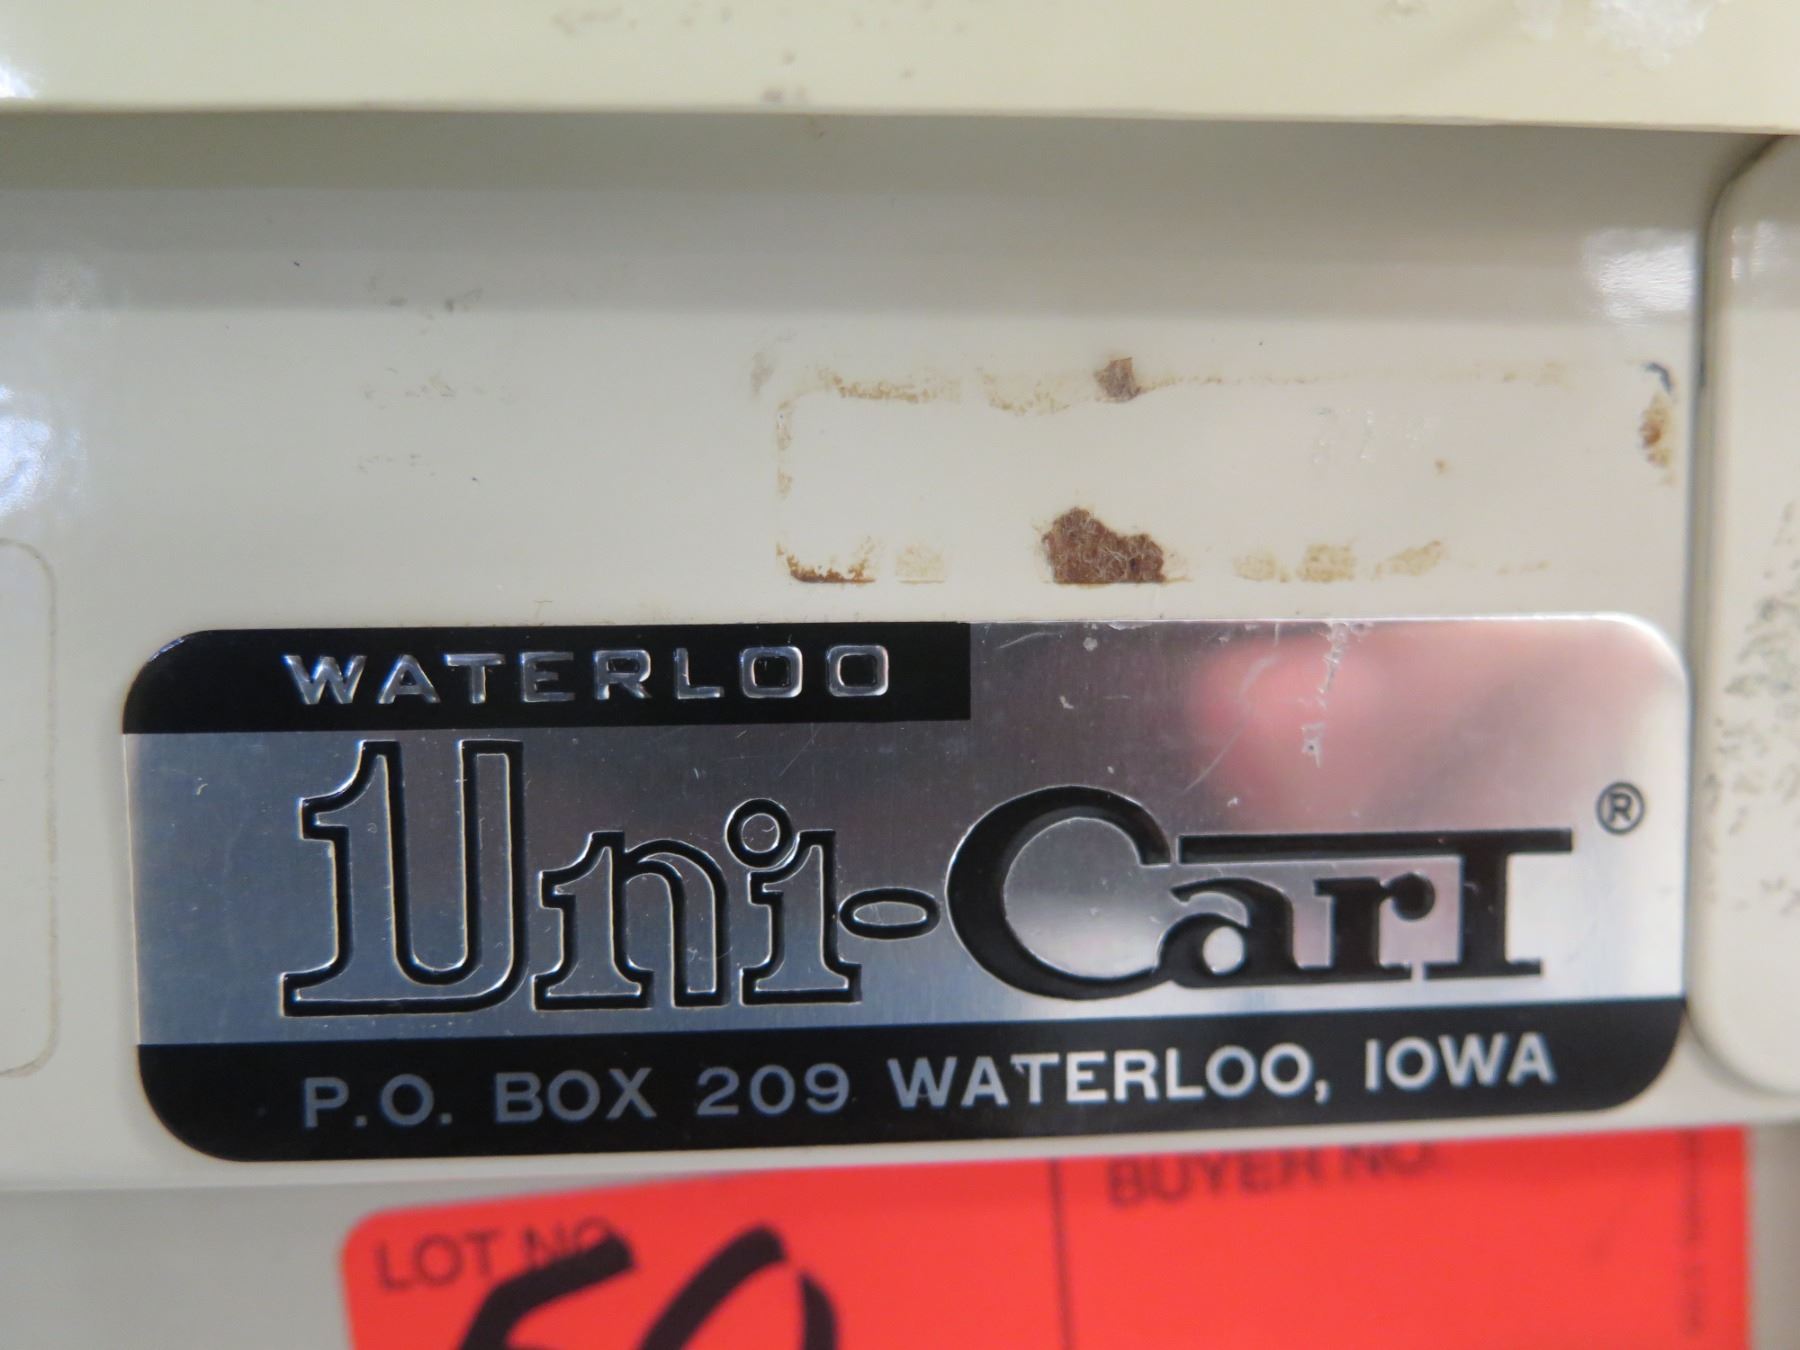 WATERLOO
Uni-Cart®
P.O. BOX 209 WATERLOO, IOWA
LOT NO. BUYER NO.